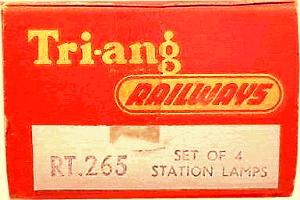 Tri-ang
RAILWAYS
RT.265
SET OF 4
STATION LAMPS